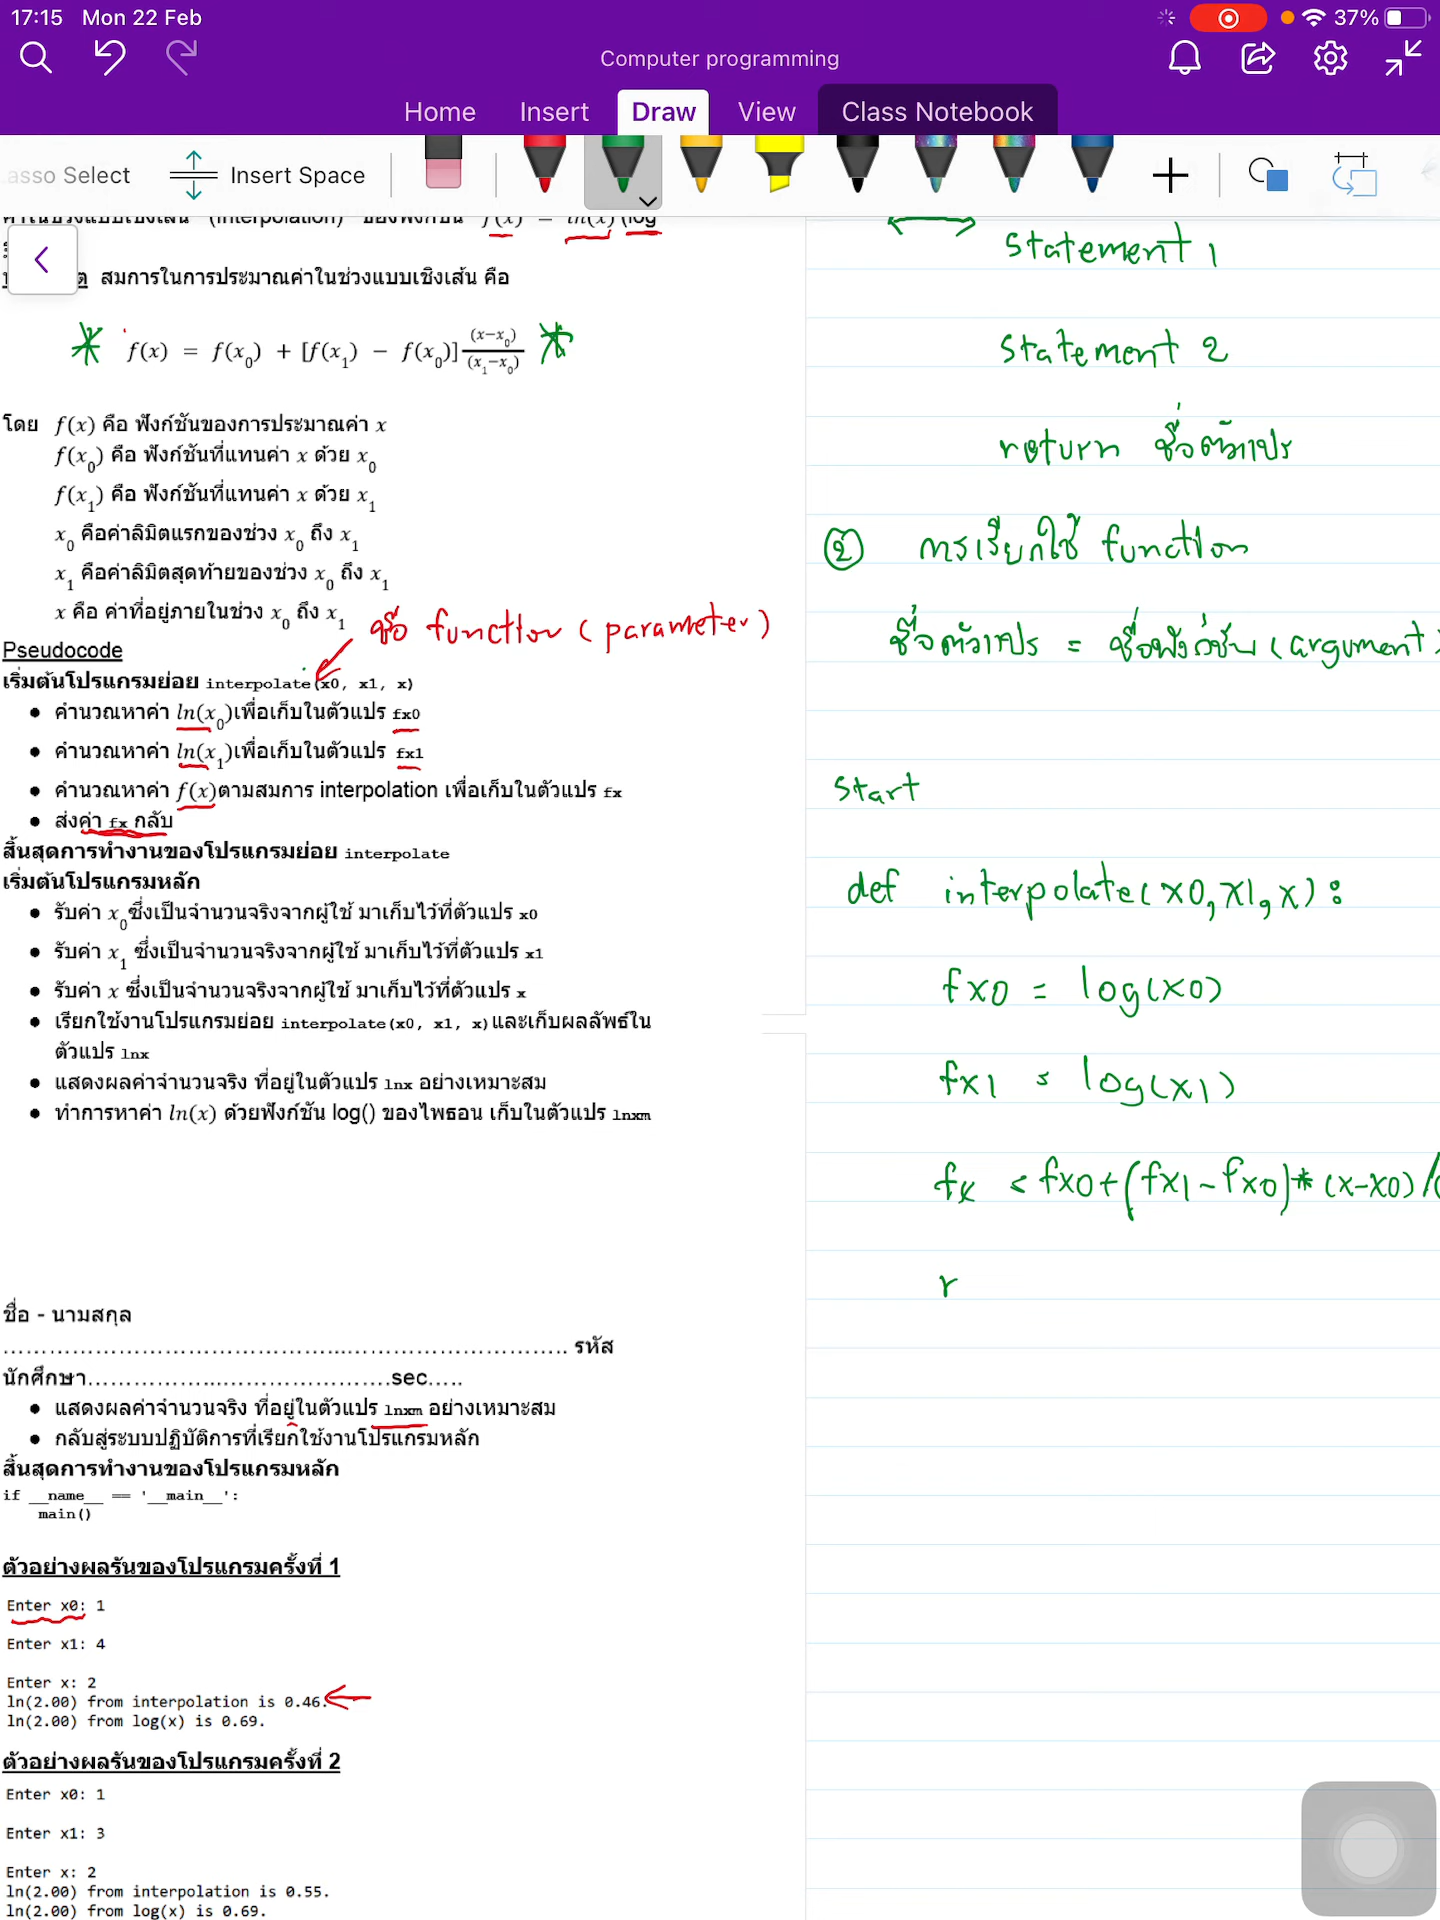 17:15 Mon 22 Feb
37%
Computer programming
Home Insert Draw View Class Notebook
asso Select Insert Space
ค่าในช่วงแบบเชิงเส้น (interpolation) ของฟังก์ชัน f(x) = ln(x) (log
สมการในการประมาณค่าในช่วงแบบเชิงเส้น คือ
* f(x) = f(x0) + [f(x1) − f(x0)] (x−x0)/(x1−x0) *
โดย f(x) คือ ฟังก์ชันของการประมาณค่า x
f(x0) คือ ฟังก์ชันที่แทนค่า x ด้วย x0
f(x1) คือ ฟังก์ชันที่แทนค่า x ด้วย x1
x0 คือค่าลิมิตแรกของช่วง x0 ถึง x1
x1 คือค่าลิมิตสุดท้ายของช่วง x0 ถึง x1
x คือ ค่าที่อยู่ภายในช่วง x0 ถึง x1
ชื่อ function (parameter)
Pseudocode
เริ่มต้นโปรแกรมย่อย interpolate(x0, x1, x)
● คำนวณหาค่า ln(x0)เพื่อเก็บในตัวแปร fx0
● คำนวณหาค่า ln(x1)เพื่อเก็บในตัวแปร fx1
● คำนวณหาค่า f(x)ตามสมการ interpolation เพื่อเก็บในตัวแปร fx
● ส่งค่า fx กลับ
สิ้นสุดการทำงานของโปรแกรมย่อย interpolate
เริ่มต้นโปรแกรมหลัก
● รับค่า x0ซึ่งเป็นจำนวนจริงจากผู้ใช้ มาเก็บไว้ที่ตัวแปร x0
● รับค่า x1 ซึ่งเป็นจำนวนจริงจากผู้ใช้ มาเก็บไว้ที่ตัวแปร x1
● รับค่า x ซึ่งเป็นจำนวนจริงจากผู้ใช้ มาเก็บไว้ที่ตัวแปร x
● เรียกใช้งานโปรแกรมย่อย interpolate(x0, x1, x)และเก็บผลลัพธ์ใน
ตัวแปร lnx
● แสดงผลค่าจำนวนจริง ที่อยู่ในตัวแปร lnx อย่างเหมาะสม
● ทำการหาค่า ln(x) ด้วยฟังก์ชัน log() ของไพธอน เก็บในตัวแปร lnxm
ชื่อ - นามสกุล
……………………………………...……………………….. รหัส
นักศึกษา……………...………………….sec…..
● แสดงผลค่าจำนวนจริง ที่อยู่ในตัวแปร lnxm อย่างเหมาะสม
● กลับสู่ระบบปฏิบัติการที่เรียกใช้งานโปรแกรมหลัก
สิ้นสุดการทำงานของโปรแกรมหลัก
if __name__ == '__main__':
main()
ตัวอย่างผลรันของโปรแกรมครั้งที่ 1
Enter x0: 1
Enter x1: 4
Enter x: 2
ln(2.00) from interpolation is 0.46.
ln(2.00) from log(x) is 0.69.
ตัวอย่างผลรันของโปรแกรมครั้งที่ 2
Enter x0: 1
Enter x1: 3
Enter x: 2
ln(2.00) from interpolation is 0.55.
ln(2.00) from log(x) is 0.69.
statement 1
statement 2
return ชื่อตัวแปร
② การเรียกใช้ function
ชื่อตัวแปร = ชื่อฟังก์ชัน (argument)
start
def interpolate(x0,x1,x):
fx0 = log(x0)
fx1 = log(x1)
fx = fx0+(fx1-fx0)*(x-x0)/(
r